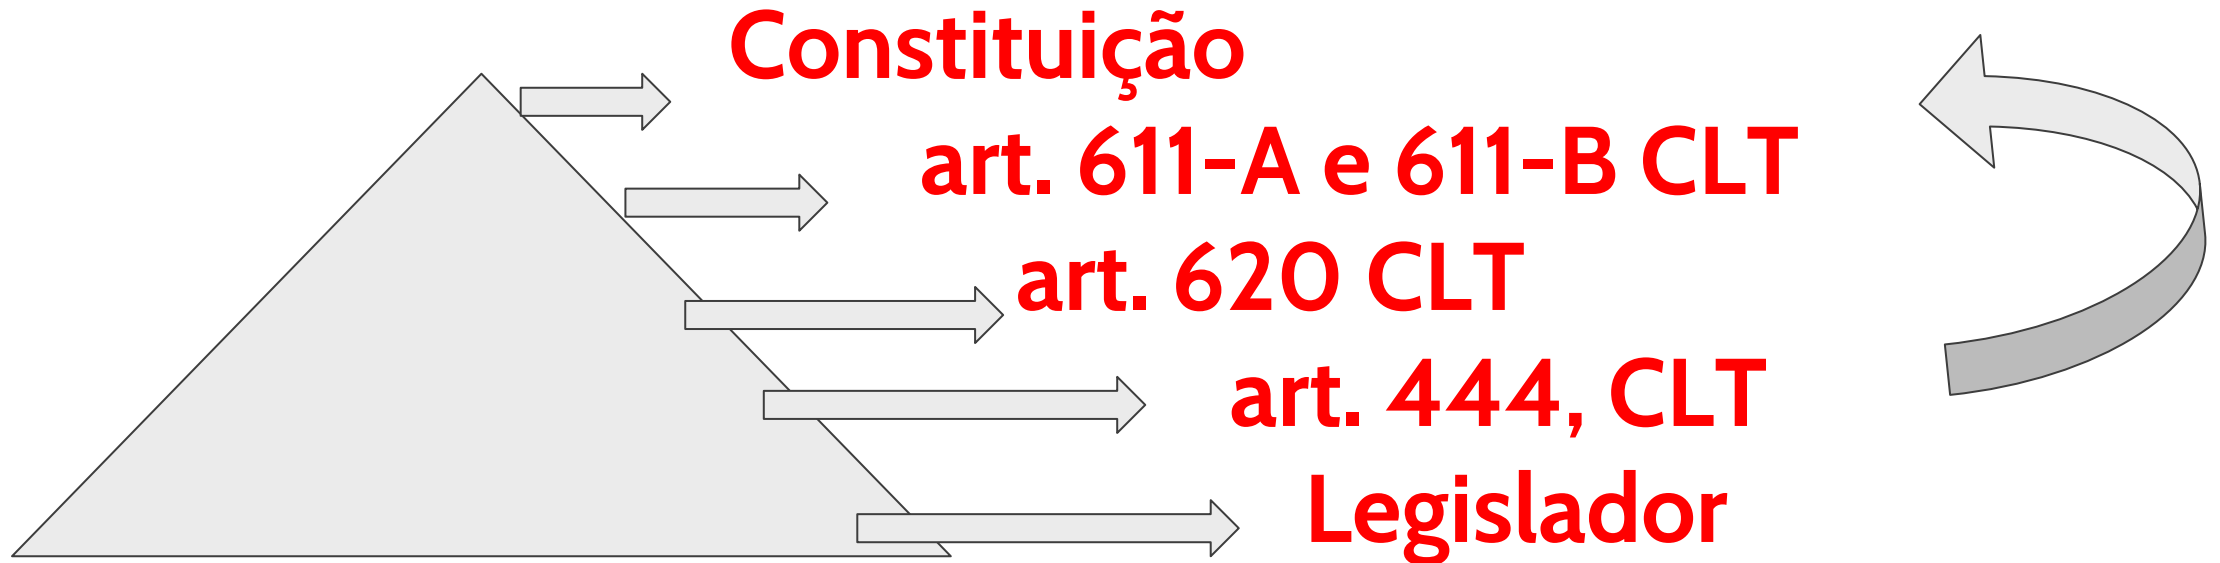 Constituição
art. 611-A e 611-B CLT
art. 620 CLT
art. 444, CLT
Legislador